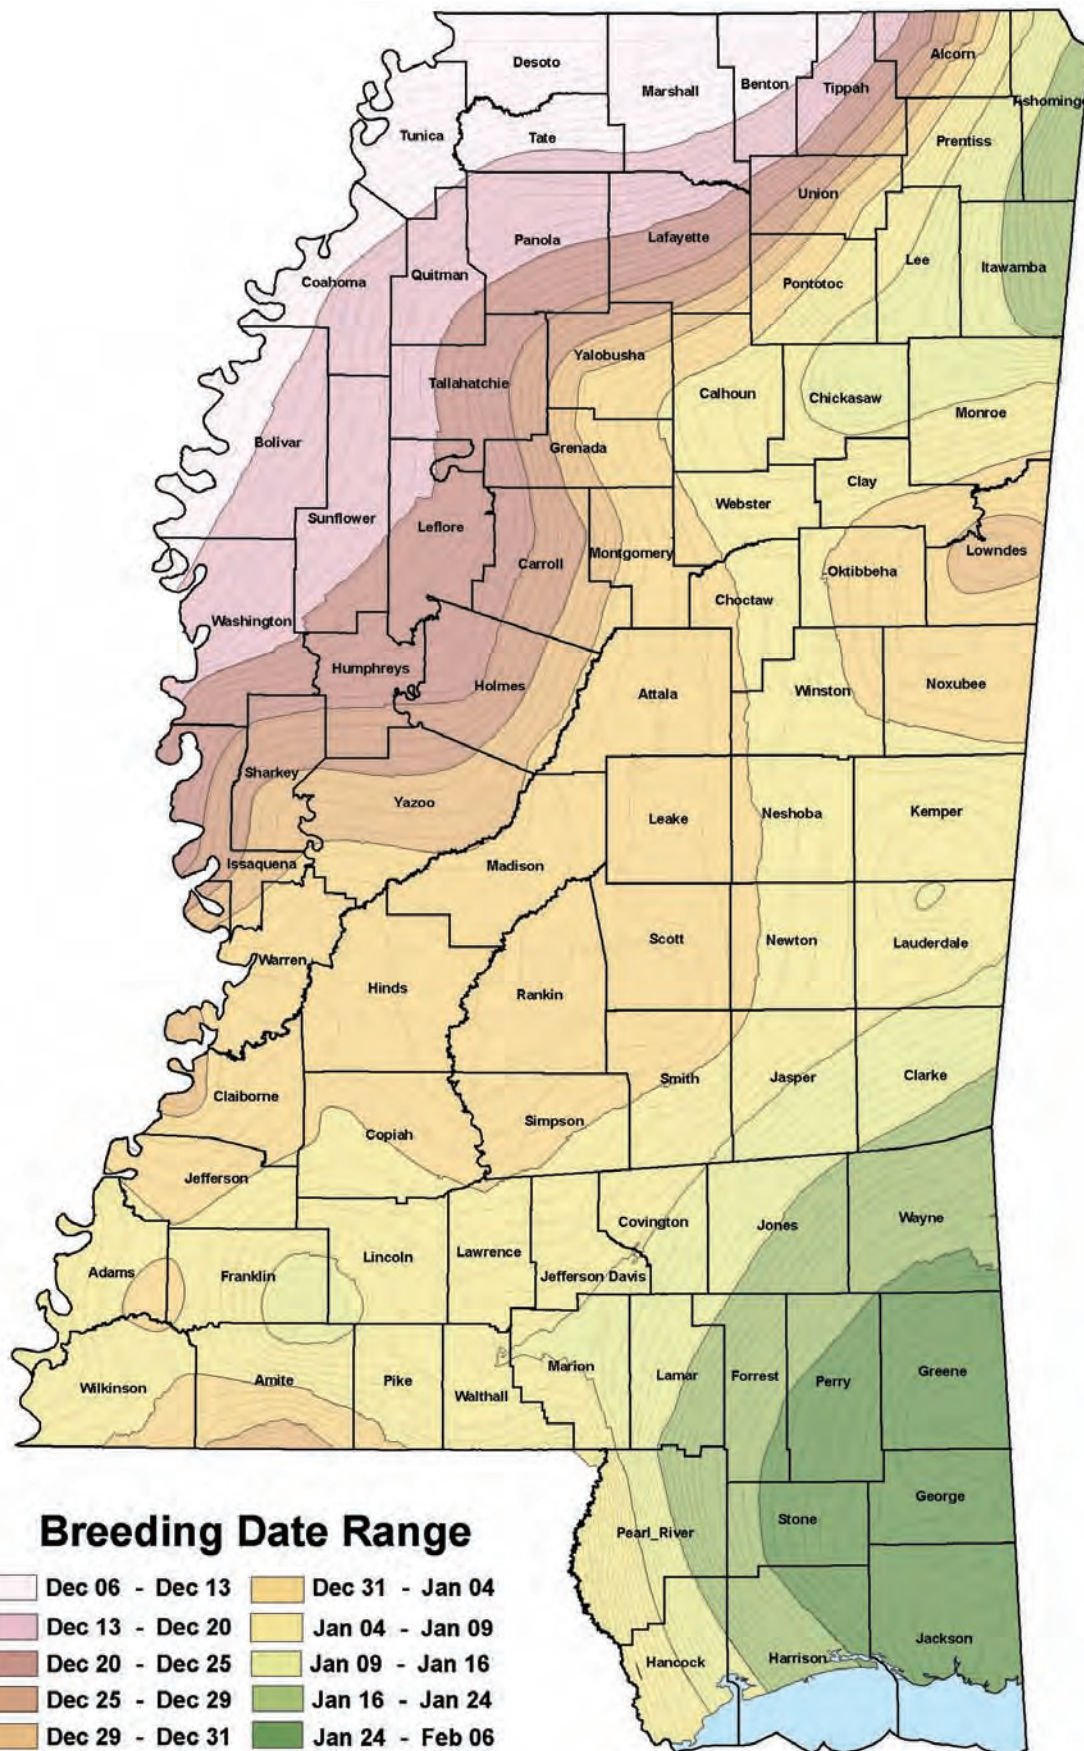 Desoto
Marshall
Benton
Tippah
Alcorn
Tishomingo
Tunica
Tate
Prentiss
Union
Panola
Lafayette
Lee
Itawamba
Quitman
Coahoma
Pontotoc
Yalobusha
Tallahatchie
Calhoun
Chickasaw
Monroe
Bolivar
Grenada
Clay
Webster
Sunflower
Leflore
Carroll
Montgomery
Lowndes
Oktibbeha
Choctaw
Washington
Humphreys
Holmes
Attala
Winston
Noxubee
Sharkey
Yazoo
Leake
Neshoba
Kemper
Issaquena
Madison
Warren
Hinds
Rankin
Scott
Newton
Lauderdale
Claiborne
Copiah
Simpson
Smith
Jasper
Clarke
Jefferson
Covington
Jones
Wayne
Adams
Franklin
Lincoln
Lawrence
Jefferson Davis
Wilkinson
Amite
Pike
Walthall
Marion
Lamar
Forrest
Perry
Greene
George
Stone
Pearl_River
Hancock
Harrison
Jackson
Breeding Date Range
Dec 06 - Dec 13
Dec 13 - Dec 20
Dec 20 - Dec 25
Dec 25 - Dec 29
Dec 29 - Dec 31
Dec 31 - Jan 04
Jan 04 - Jan 09
Jan 09 - Jan 16
Jan 16 - Jan 24
Jan 24 - Feb 06